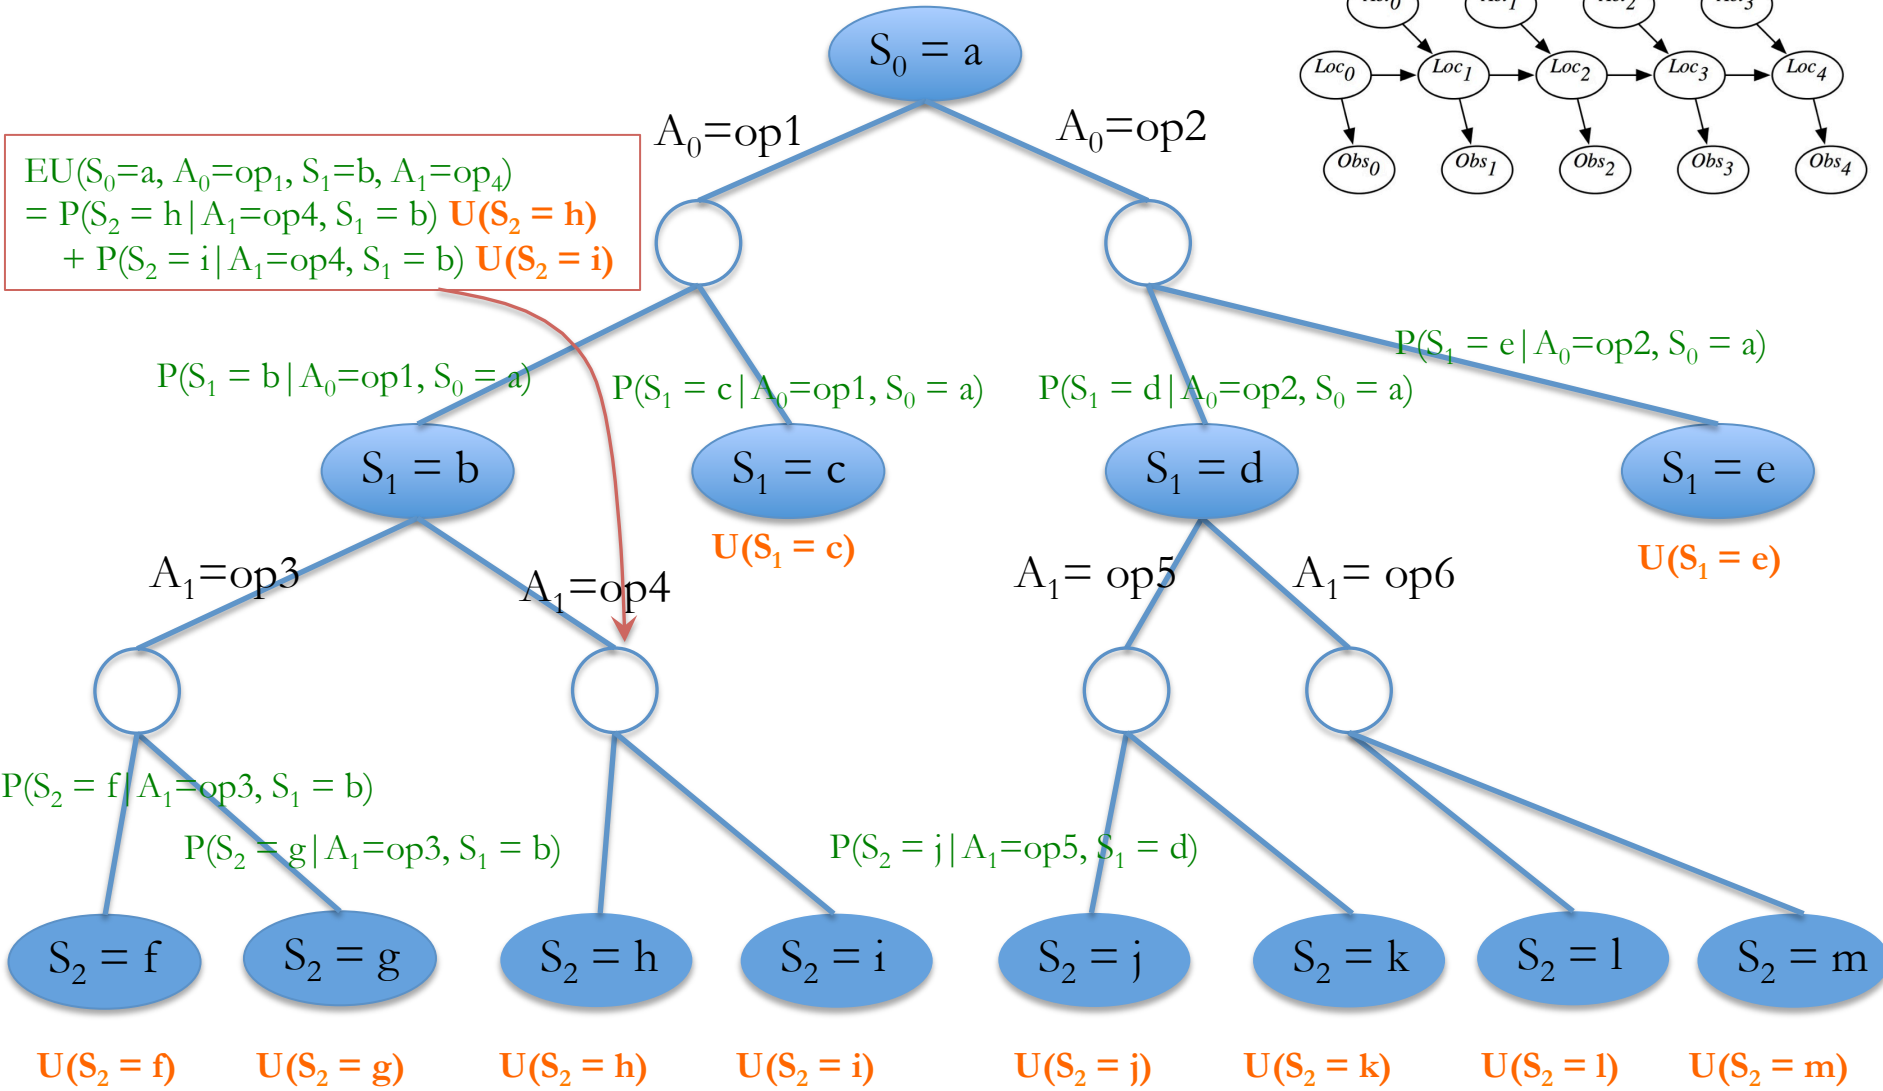 S₀ = a
Loc₀ Loc₁ Loc₂ Loc₃ Loc₄
Obs₀ Obs₁ Obs₂ Obs₃ Obs₄
A₀=op1
A₀=op2
EU(S₀=a, A₀=op₁, S₁=b, A₁=op₄)
= P(S₂ = h|A₁=op4, S₁ = b) U(S₂ = h)
+ P(S₂ = i|A₁=op4, S₁ = b) U(S₂ = i)
P(S₁ = b|A₀=op1, S₀ = a)
P(S₁ = c|A₀=op1, S₀ = a)
P(S₁ = d|A₀=op2, S₀ = a)
P(S₁ = e|A₀=op2, S₀ = a)
S₁ = b
S₁ = c
S₁ = d
S₁ = e
U(S₁ = c)
U(S₁ = e)
A₁=op3
A₁=op4
A₁= op5
A₁= op6
P(S₂ = f|A₁=op3, S₁ = b)
P(S₂ = g|A₁=op3, S₁ = b)
P(S₂ = j|A₁=op5, S₁ = d)
S₂ = f
S₂ = g
S₂ = h
S₂ = i
S₂ = j
S₂ = k
S₂ = l
S₂ = m
U(S₂ = f)
U(S₂ = g)
U(S₂ = h)
U(S₂ = i)
U(S₂ = j)
U(S₂ = k)
U(S₂ = l)
U(S₂ = m)